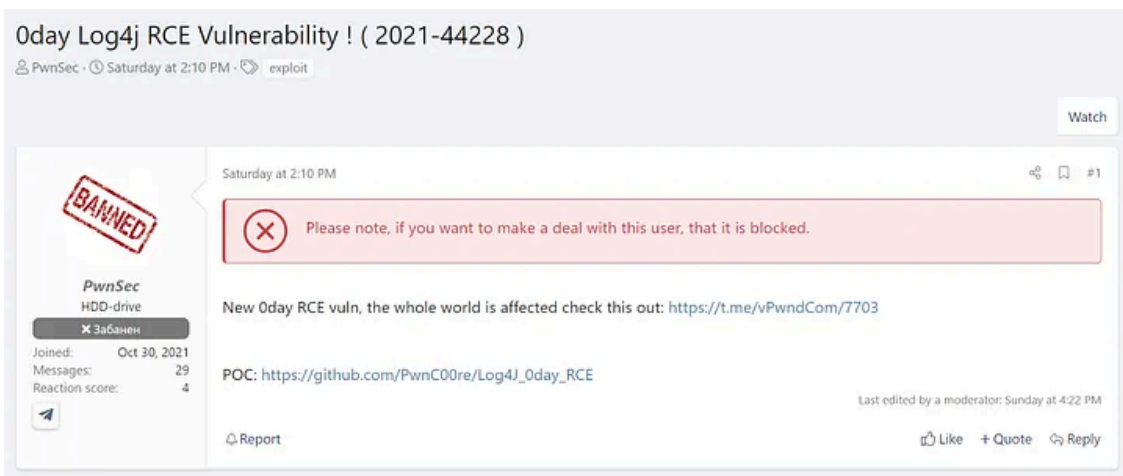 0day Log4j RCE Vulnerability ! ( 2021-44228 )
PwnSec · Saturday at 2:10 PM · exploit
Watch
BANNED
PwnSec
HDD-drive
Забанен
Joined: Oct 30, 2021
Messages: 29
Reaction score: 4
Saturday at 2:10 PM #1
Please note, if you want to make a deal with this user, that it is blocked.
New 0day RCE vuln, the whole world is affected check this out: https://t.me/vPwndCom/7703
POC: https://github.com/PwnC00re/Log4J_0day_RCE
Last edited by a moderator: Sunday at 4:22 PM
Report Like + Quote Reply